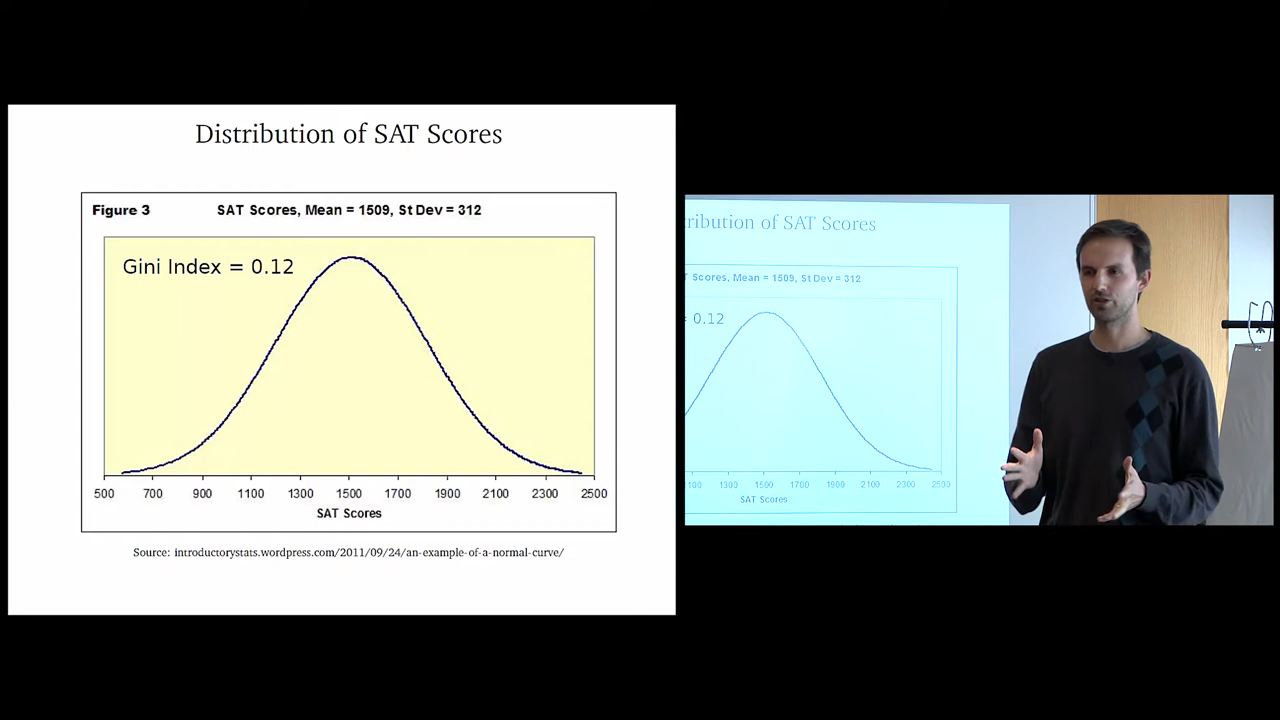 Distribution of SAT Scores
Figure 3
SAT Scores, Mean = 1509, St Dev = 312
Gini Index = 0.12
500 700 900 1100 1300 1500 1700 1900 2100 2300 2500
SAT Scores
Source: introductorystats.wordpress.com/2011/09/24/an-example-of-a-normal-curve/
ribution of SAT Scores
T Scores, Mean = 1509, St Dev = 312
= 0.12
100 1300 1500 1700 1900 2100 2300 2500
SAT Scores